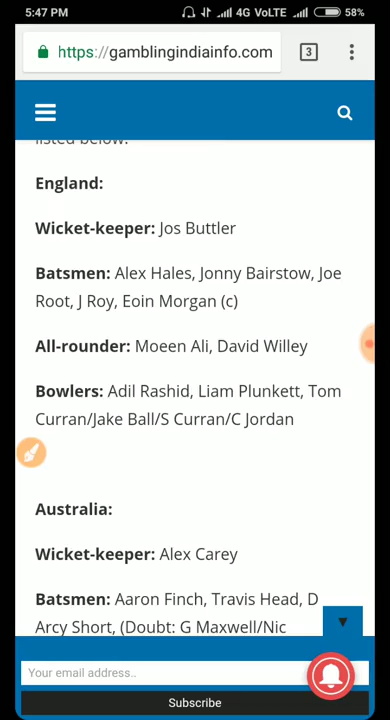 5:47 PM 4G VoLTE 58%
https://gamblingindiainfo.com 3
listed below:
England:
Wicket-keeper: Jos Buttler
Batsmen: Alex Hales, Jonny Bairstow, Joe
Root, J Roy, Eoin Morgan (c)
All-rounder: Moeen Ali, David Willey
Bowlers: Adil Rashid, Liam Plunkett, Tom
Curran/Jake Ball/S Curran/C Jordan
Australia:
Wicket-keeper: Alex Carey
Batsmen: Aaron Finch, Travis Head, D
Arcy Short, (Doubt: G Maxwell/Nic
Your email address..
Subscribe